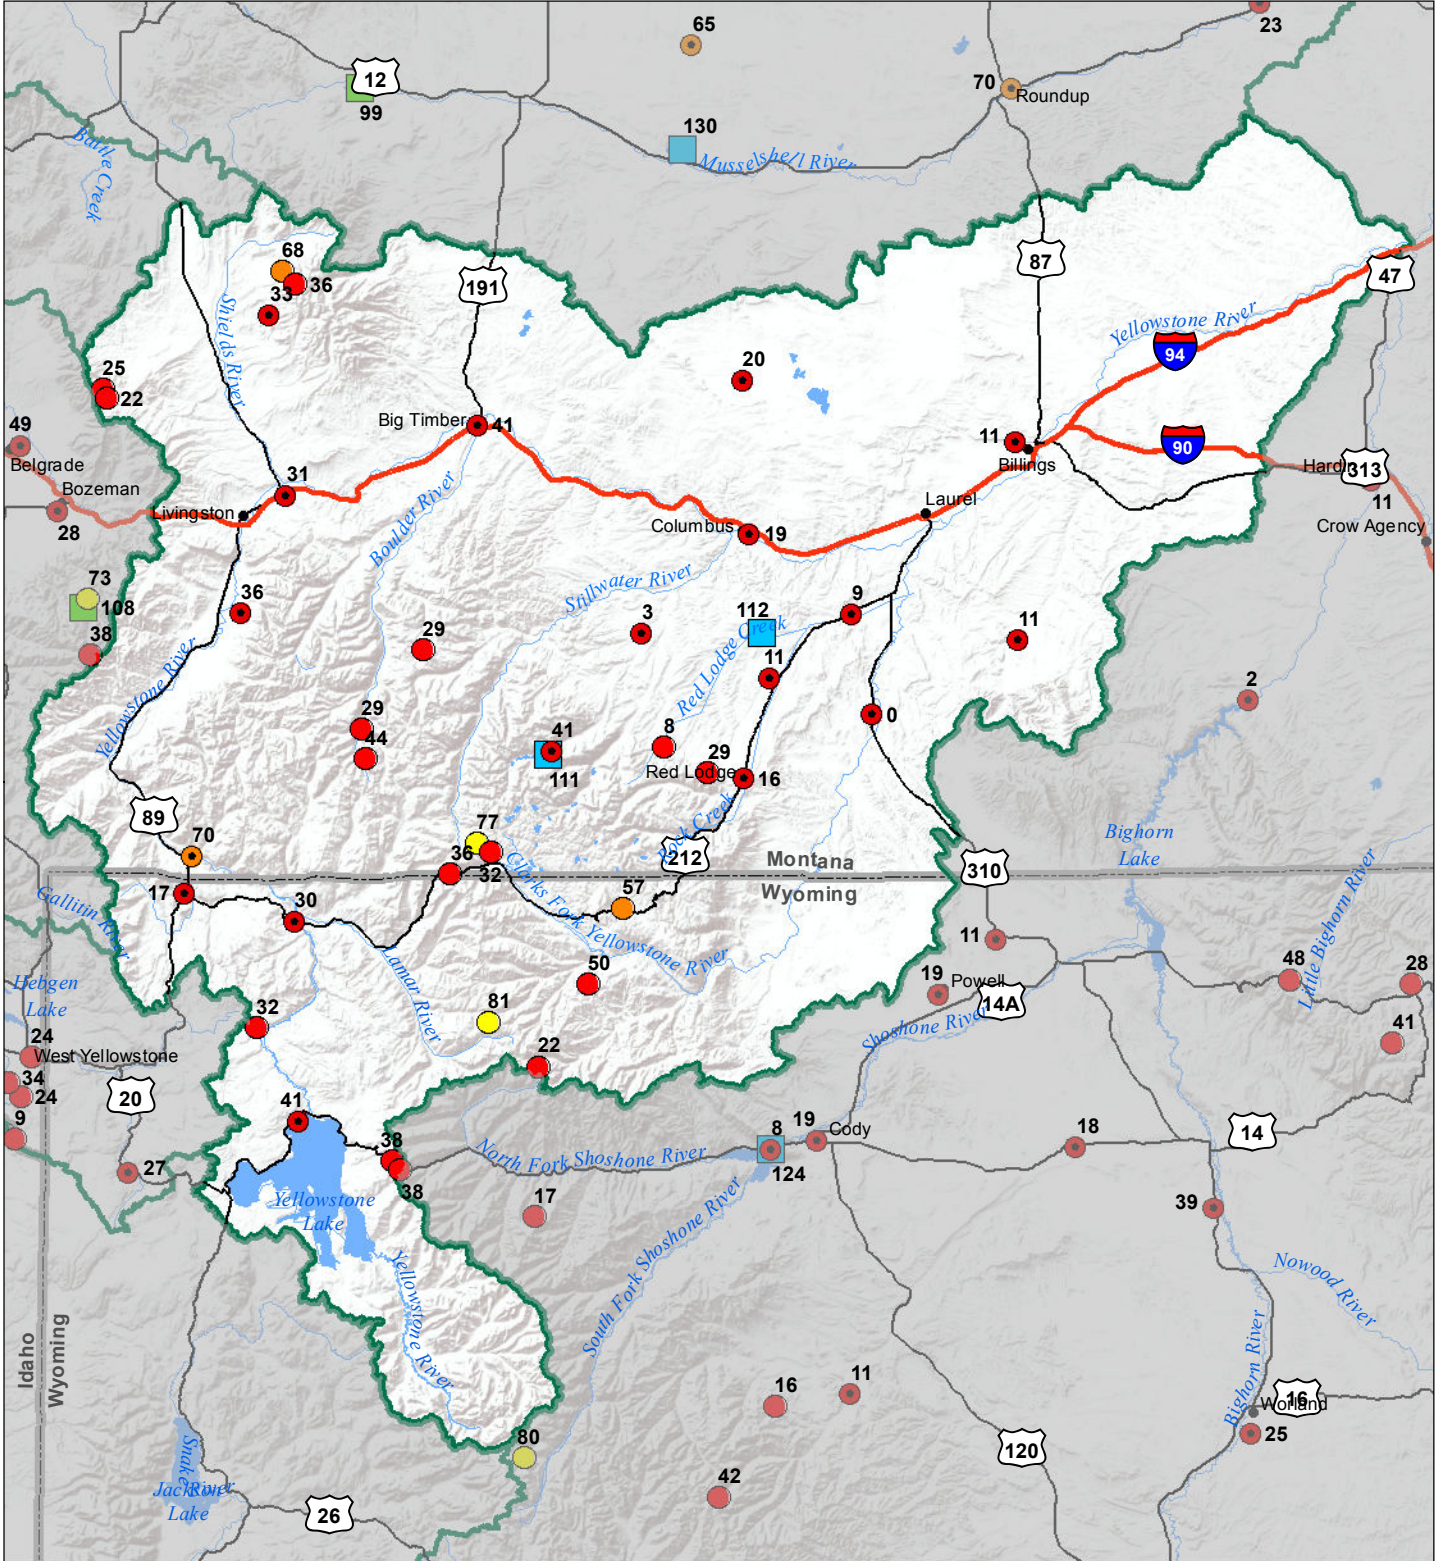 65
23
12
99
70
Roundup
130
Musselshell River
Battle
Creek
68
36
33
191
87
47
Shields River
Yellowstone River
94
25
22
20
49
Belgrade
Big Timber
41
11
Billings
90
Hardin
313
11
Crow Agency
Bozeman
28
31
Livingston
Boulder River
Laurel
Columbus
19
73
108
38
36
Stillwater River
29
3
112
Red Lodge Creek
9
11
11
2
Yellowstone River
29
44
41
111
8
29
Red Lodge
16
0
Rock Creek
89
70
77
36
32
212
Montana
Wyoming
310
Bighorn
Lake
Little Bighorn River
17
30
57
Clarks Fork Yellowstone River
Gallitin River
Lamar River
50
81
22
11
19
Powell
14A
Shoshone River
48
28
41
Hebgen
Lake
24
West Yellowstone
34
24
9
20
32
27
41
38
38
Yellowstone
Lake
Yellowstone River
North Fork Shoshone River
8
124
19
Cody
18
14
39
17
South Fork Shoshone River
Nowood River
Bighorn River
Idaho
Wyoming
16
11
16
Worland
25
80
42
120
Snake River
Jackson
Lake
26